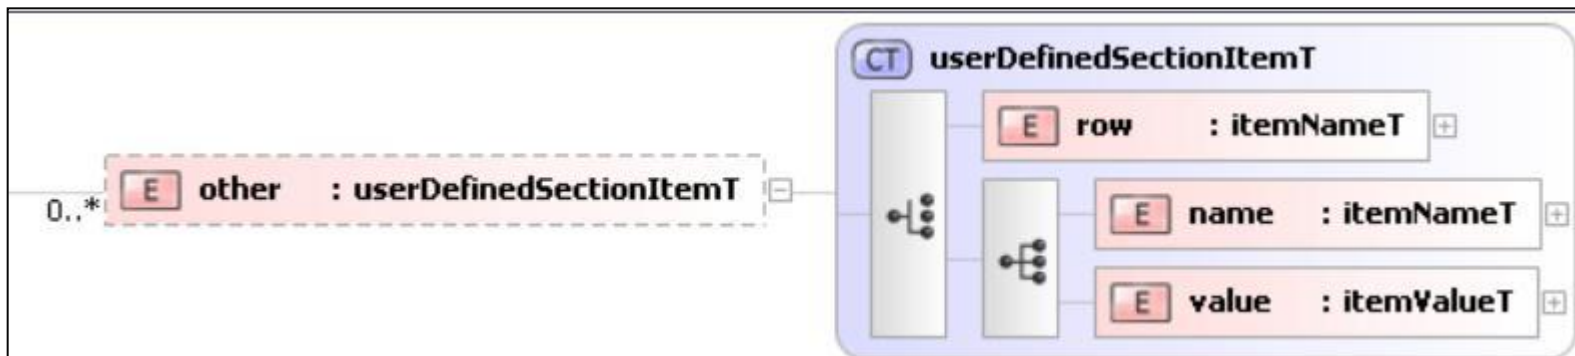 CT userDefinedSectionItemT
E row : itemNameT
0..* E other : userDefinedSectionItemT
E name : itemNameT
E value : itemValueT